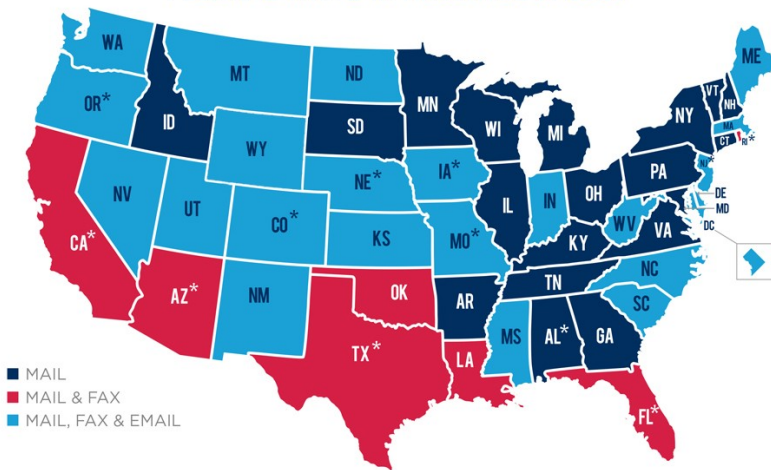 WA
MT
ND
ME
OR*
ID
MN
VT
NH
SD
WI
MI
NY
MA
WY
CT
RI*
IA*
PA
NJ*
NE*
NV
UT
OH
DE
CO*
IL
IN
MD
WV
VA
DC
KS
MO*
KY
CA*
NC
TN
OK
AZ*
NM
AR
SC
MS
AL*
GA
TX*
LA
MAIL
MAIL & FAX
MAIL, FAX & EMAIL
FL*